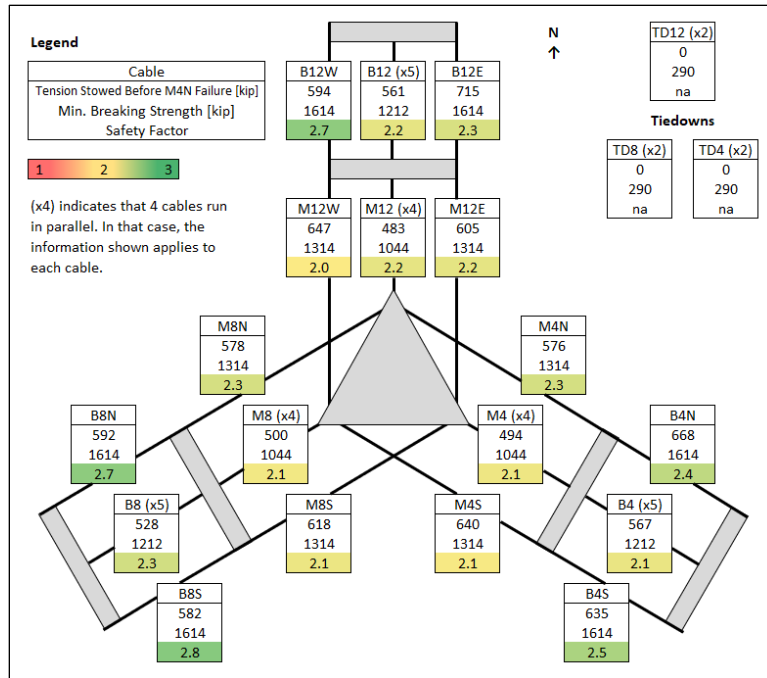 Legend
Cable
Tension Stowed Before M4N Failure [kip]
Min. Breaking Strength [kip]
Safety Factor
1 2 3
(x4) indicates that 4 cables run
in parallel. In that case, the
information shown applies to
each cable.
N
↑
B12W
594
1614
2.7
B12 (x5)
561
1212
2.2
B12E
715
1614
2.3
TD12 (x2)
0
290
na
Tiedowns
TD8 (x2)
0
290
na
TD4 (x2)
0
290
na
M12W
647
1314
2.0
M12 (x4)
483
1044
2.2
M12E
605
1314
2.2
M8N
578
1314
2.3
M4N
576
1314
2.3
B8N
592
1614
2.7
M8 (x4)
500
1044
2.1
M4 (x4)
494
1044
2.1
B4N
668
1614
2.4
B8 (x5)
528
1212
2.3
M8S
618
1314
2.1
M4S
640
1314
2.1
B4 (x5)
567
1212
2.1
B8S
582
1614
2.8
B4S
635
1614
2.5